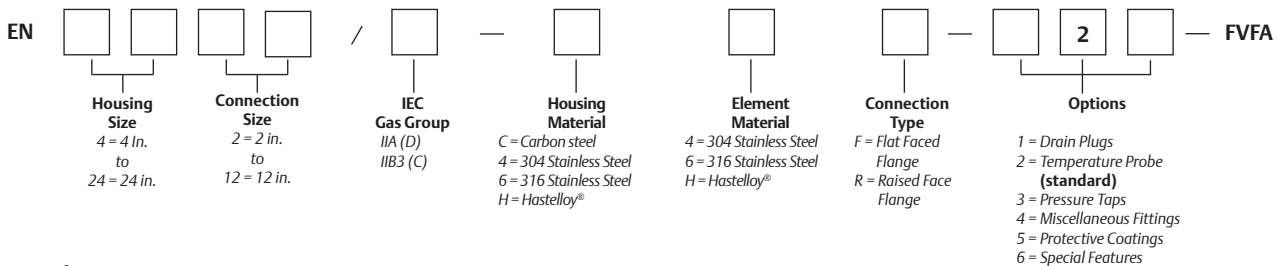 EN / — — 2 — FVFA
Housing Size
4 = 4 In.
to
24 = 24 in.
Connection Size
2 = 2 in.
to
12 = 12 in.
IEC
Gas Group
IIA (D)
IIB3 (C)
Housing
Material
C = Carbon steel
4 = 304 Stainless Steel
6 = 316 Stainless Steel
H = Hastelloy®
Element
Material
4 = 304 Stainless Steel
6 = 316 Stainless Steel
H = Hastelloy®
Connection
Type
F = Flat Faced
Flange
R = Raised Face
Flange
Options
1 = Drain Plugs
2 = Temperature Probe
(standard)
3 = Pressure Taps
4 = Miscellaneous Fittings
5 = Protective Coatings
6 = Special Features